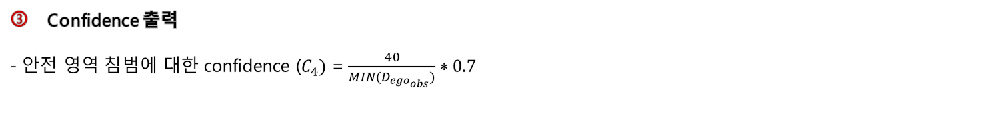 ③ Confidence 출력
- 안전 영역 침범에 대한 confidence (C₄) = 40 / MIN(D_ego_obs) * 0.7